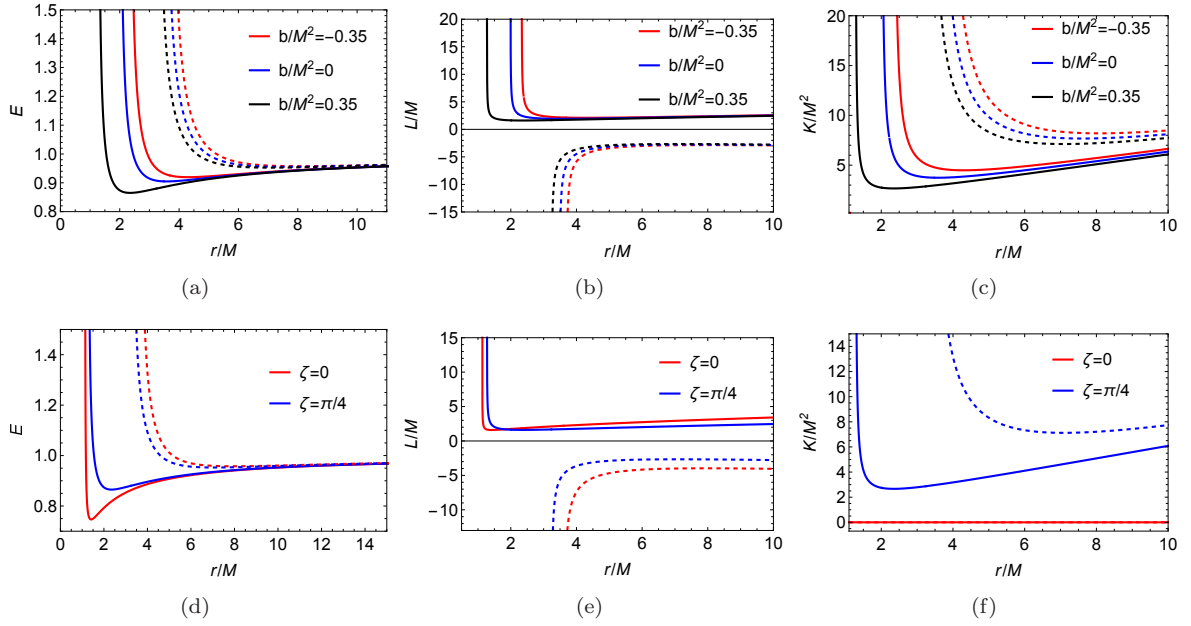 1.5
1.4
1.3
1.2
1.1
1.0
0.9
0.8
E
0 2 4 6 8 10
r/M
b/M²=−0.35
b/M²=0
b/M²=0.35
(a)
20
15
10
5
0
−5
−10
−15
L/M
2 4 6 8 10
r/M
b/M²=−0.35
b/M²=0
b/M²=0.35
(b)
20
15
10
5
K/M²
2 4 6 8 10
r/M
b/M²=−0.35
b/M²=0
b/M²=0.35
(c)
1.4
1.2
1.0
0.8
E
0 2 4 6 8 10 12 14
r/M
ζ=0
ζ=π/4
(d)
15
10
5
0
−5
−10
L/M
2 4 6 8 10
r/M
ζ=0
ζ=π/4
(e)
14
12
10
8
6
4
2
0
K/M²
2 4 6 8 10
r/M
ζ=0
ζ=π/4
(f)